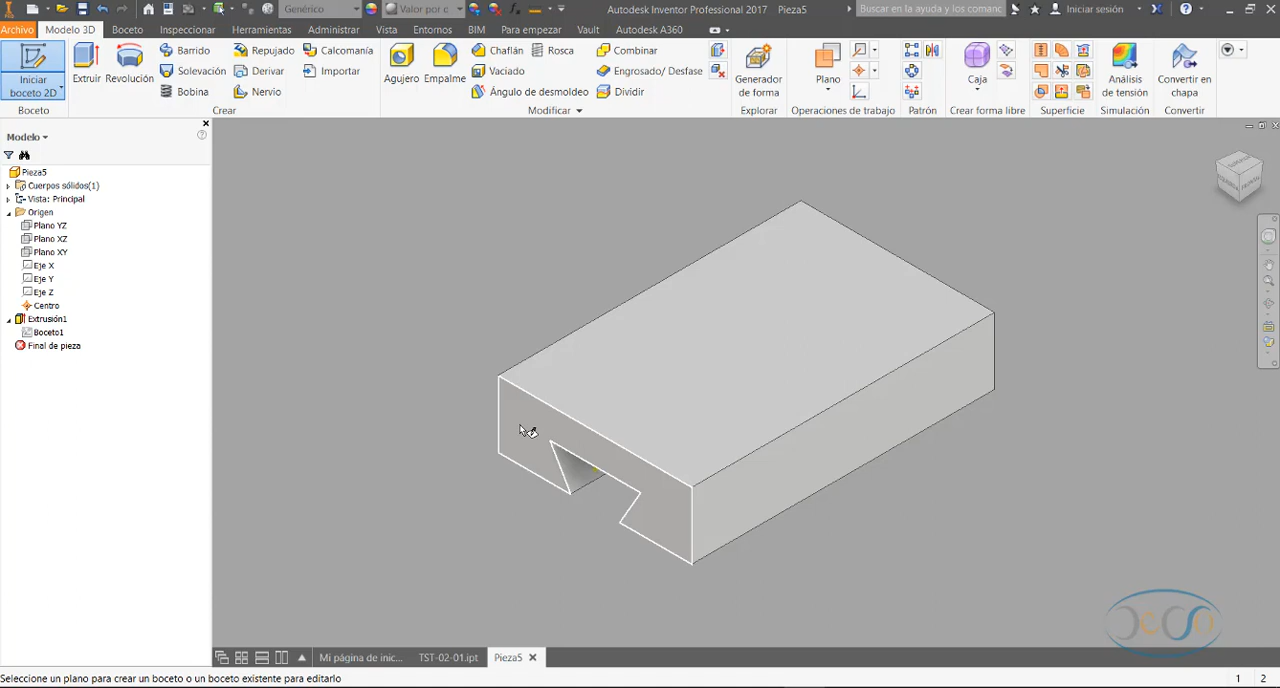 Genérico
Valor por c
Autodesk Inventor Professional 2017 Pieza5
Buscar en la ayuda y los comanc
Iniciar sesión
Archivo Modelo 3D Boceto Inspeccionar Herramientas Administrar Vista Entornos BIM Para empezar Vault Autodesk A360
Iniciar boceto 2D
Extruir
Revolución
Barrido
Solevación
Bobina
Repujado
Derivar
Nervio
Calcomanía
Importar
Agujero
Empalme
Chaflán
Vaciado
Ángulo de desmoldeo
Rosca
Combinar
Engrosado/ Desfase
Dividir
Generador de forma
Plano
Caja
Análisis de tensión
Convertir en chapa
Boceto Crear Modificar Explorar Operaciones de trabajo Patrón Crear forma libre Superficie Simulación Convertir
Modelo
Pieza5
Cuerpos sólidos(1)
Vista: Principal
Origen
Plano YZ
Plano XZ
Plano XY
Eje X
Eje Y
Eje Z
Centro
Extrusión1
Boceto1
Final de pieza
Mi página de inic... TST-02-01.ipt Pieza5
Seleccione un plano para crear un boceto o un boceto existente para editarlo
1 2